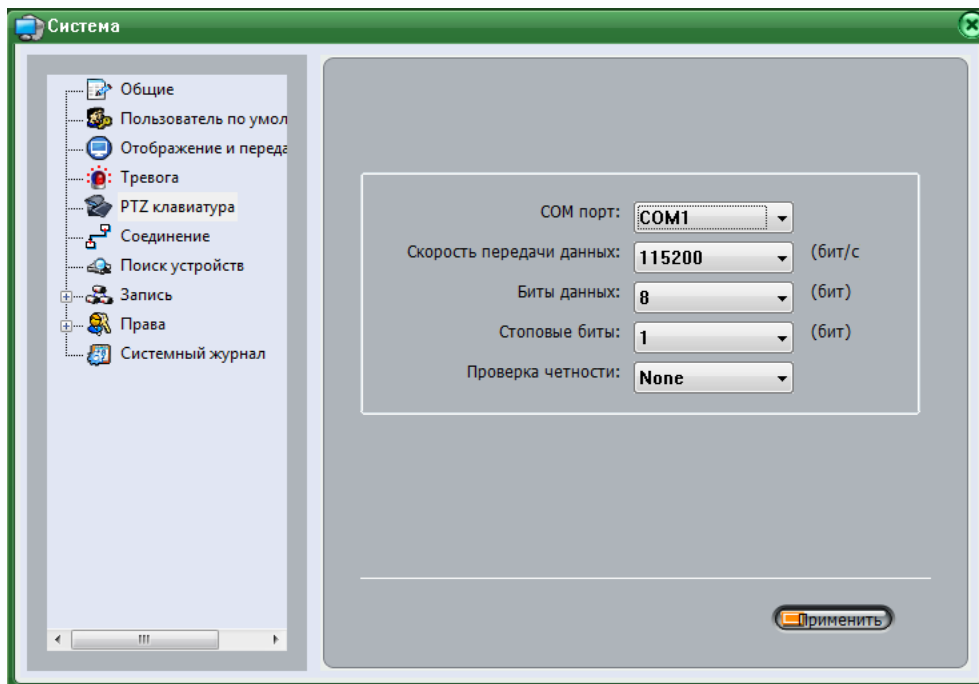 Система
Общие
Пользователь по умол
Отображение и переда
Тревога
PTZ клавиатура
Соединение
Поиск устройств
Запись
Права
Системный журнал
COM порт: COM1
Скорость передачи данных: 115200 (бит/с
Биты данных: 8 (бит)
Стоповые биты: 1 (бит)
Проверка четности: None
Применить